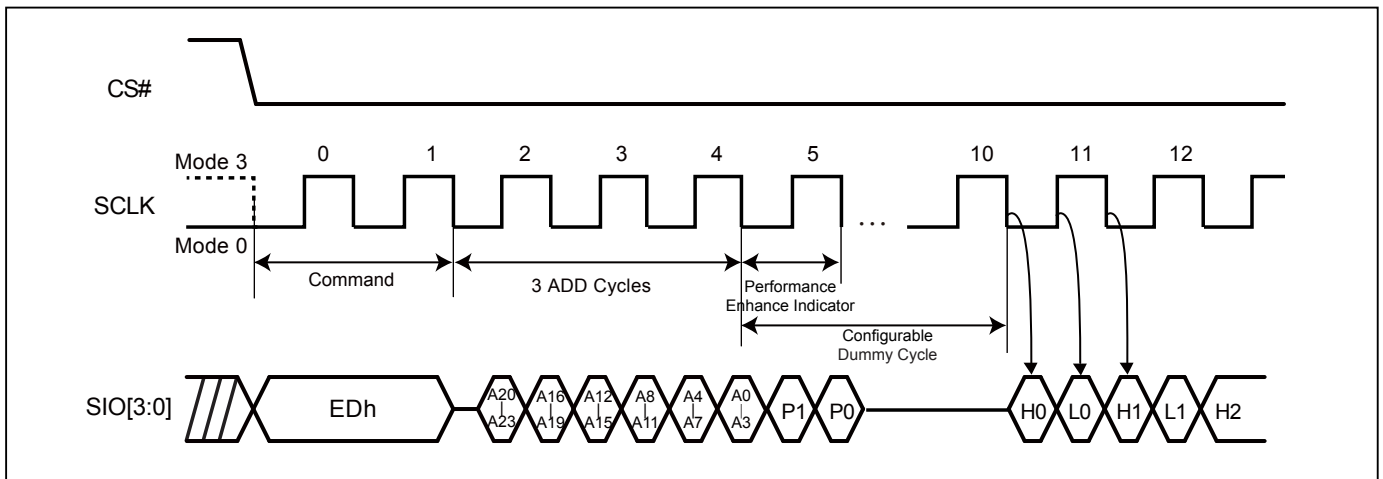 CS#
Mode 3
0 1 2 3 4 5 10 11 12
SCLK
...
Mode 0
Command
3 ADD Cycles
Performance
Enhance Indicator
Configurable
Dummy Cycle
SIO[3:0]
EDh
A20
|
A23
A16
|
A19
A12
|
A15
A8
|
A11
A4
|
A7
A0
|
A3
P1
P0
H0
L0
H1
L1
H2